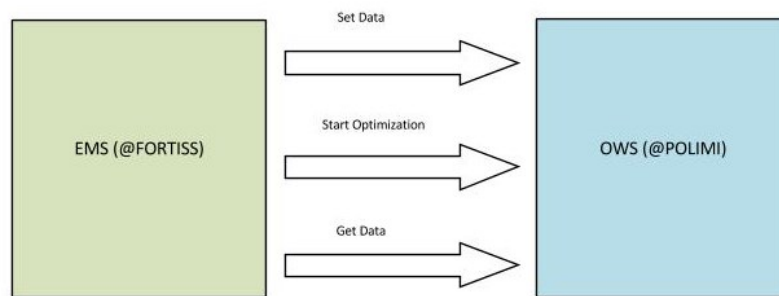 Set Data
EMS (@FORTISS)
Start Optimization
OWS (@POLIMI)
Get Data